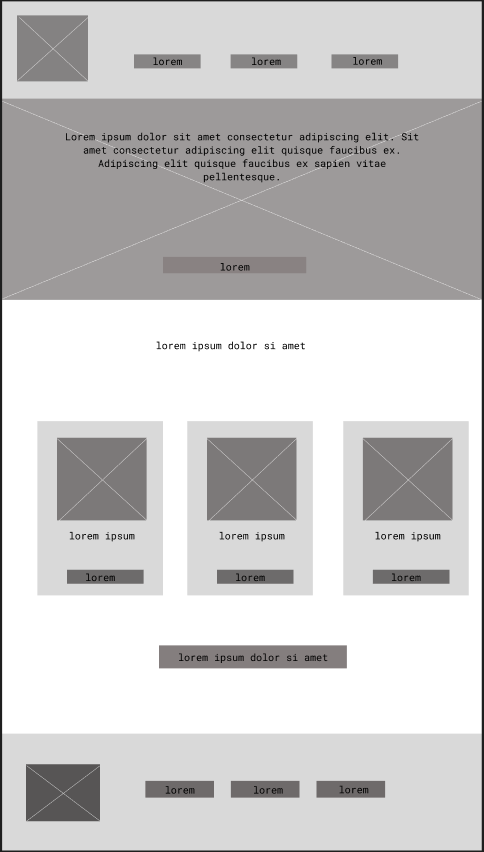 lorem
lorem
lorem
Lorem ipsum dolor sit amet consectetur adipiscing elit. Sit
amet consectetur adipiscing elit quisque faucibus ex.
Adipiscing elit quisque faucibus ex sapien vitae
pellentesque.
lorem
lorem ipsum dolor si amet
lorem ipsum
lorem
lorem ipsum
lorem
lorem ipsum
lorem
lorem ipsum dolor si amet
lorem
lorem
lorem